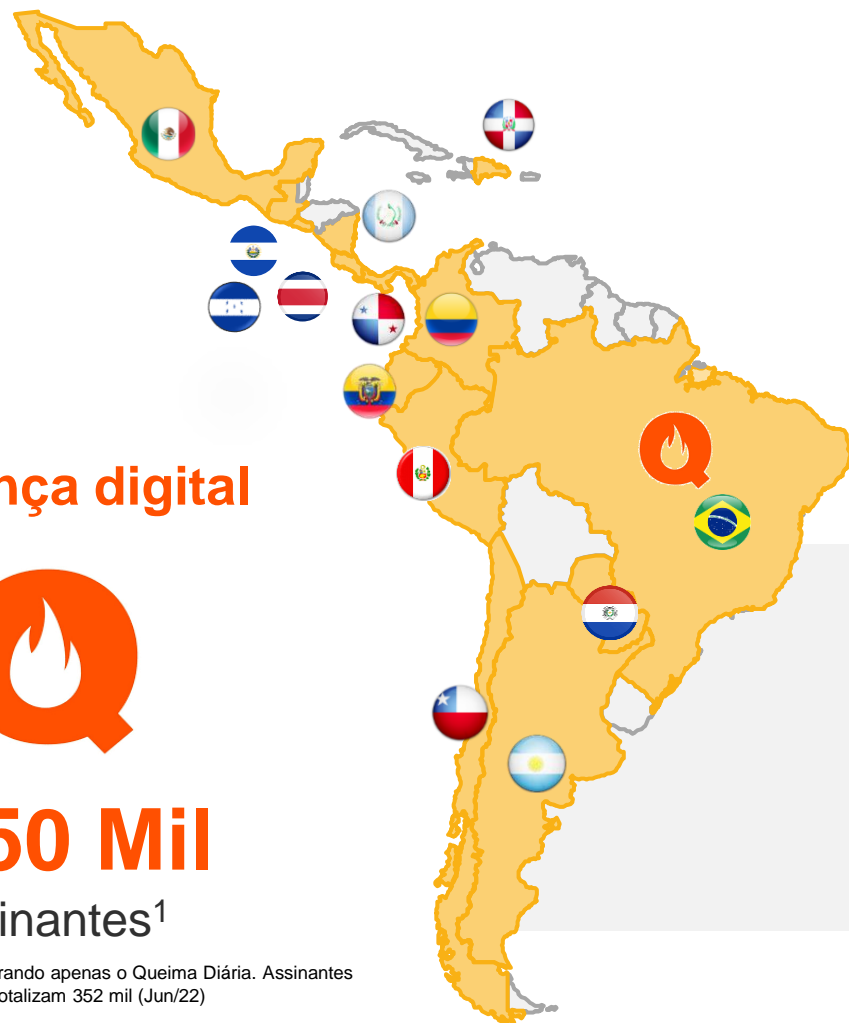 nça digital
50 Mil
inantes¹
rando apenas o Queima Diária. Assinantes
otalizam 352 mil (Jun/22)